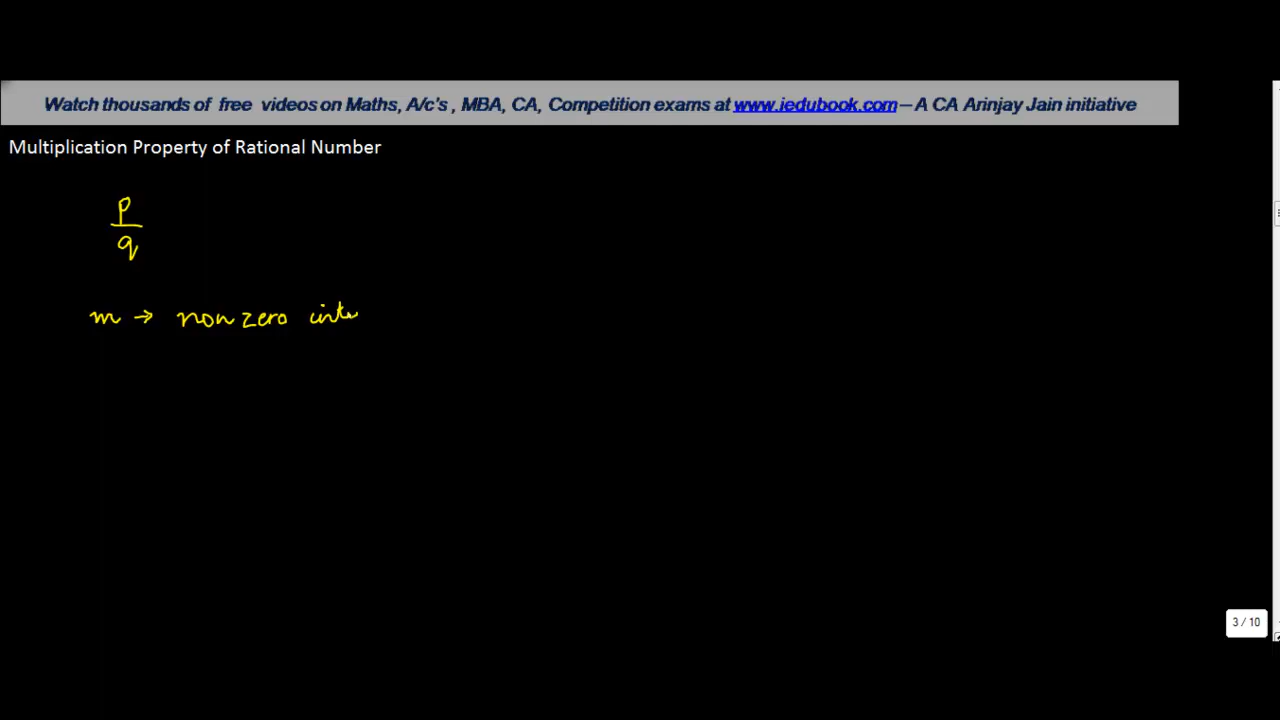 Watch thousands of free videos on Maths, A/c's , MBA, CA, Competition exams at www.iedubook.com – A CA Arinjay Jain initiative
Multiplication Property of Rational Number
p
q
m → non zero inte
3 / 10